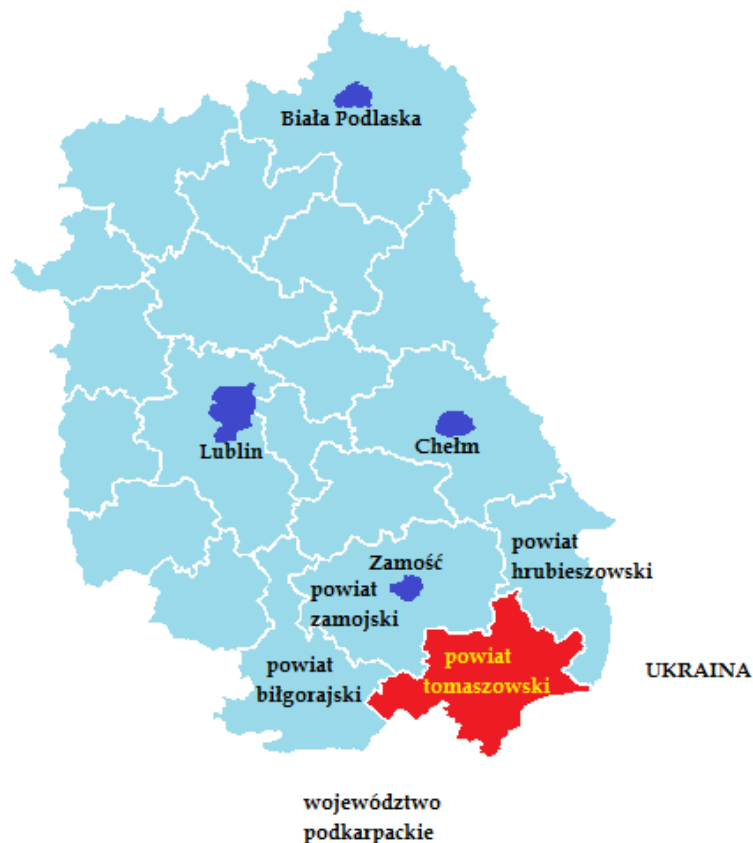 Biała Podlaska
Lublin
Chełm
powiat
hrubieszowski
Zamość
powiat
zamojski
powiat
biłgorajski
powiat
tomaszowski
UKRAINA
województwo
podkarpackie